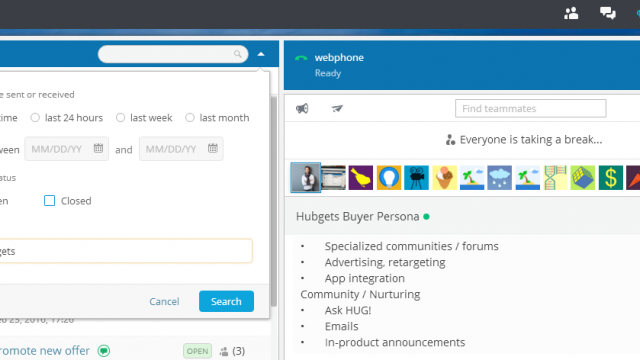 webphone
Ready
e sent or received
time
last 24 hours
last week
last month
ween
MM/DD/YY
and
MM/DD/YY
atus
en
Closed
gets
Cancel
Search
23, 2016, 17:26
romote new offer
OPEN
(3)
Find teammates
Everyone is taking a break...
Hubgets Buyer Persona
• Specialized communities / forums
• Advertising, retargeting
• App integration
Community / Nurturing
• Ask HUG!
• Emails
• In-product announcements